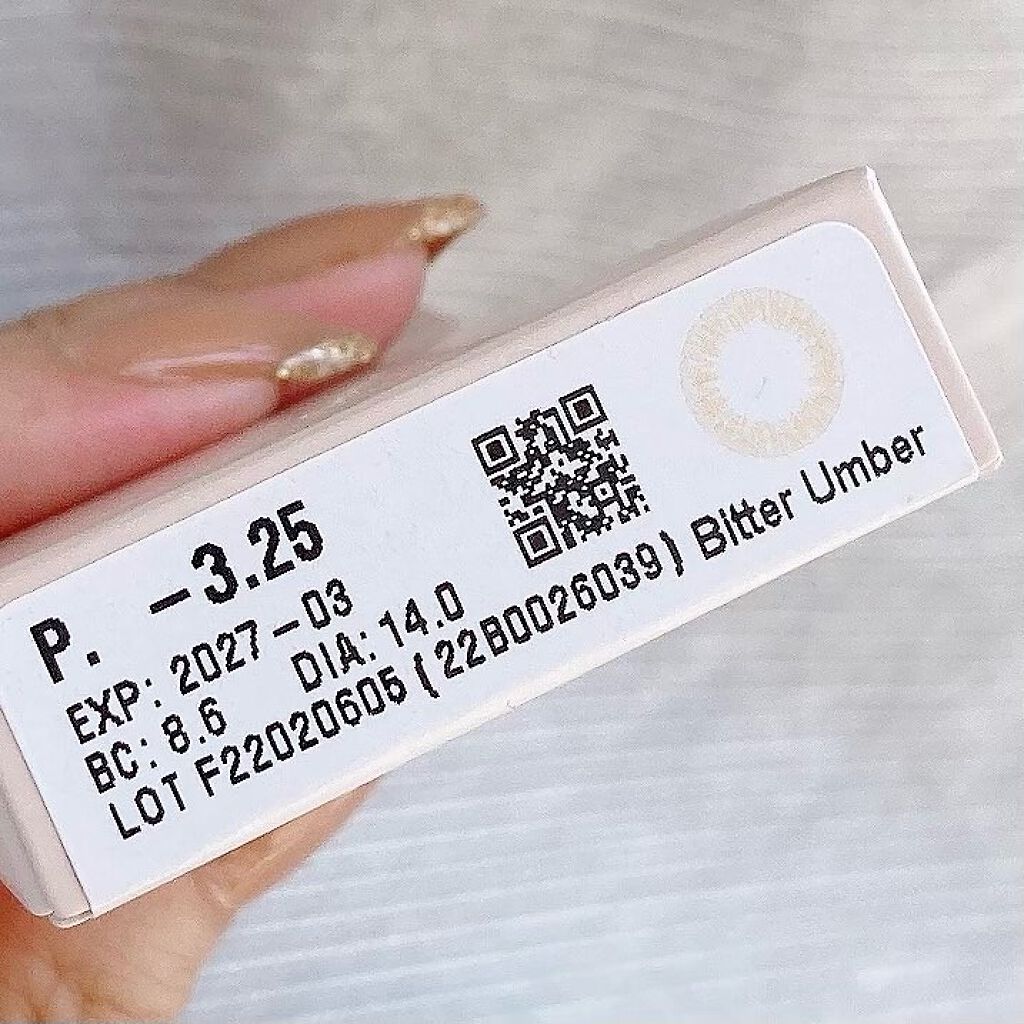 P. -3.25
EXP: 2027-03
BC: 8.6 DIA: 14.0
LOT F22020605 (22B0026039) Bitter Umber